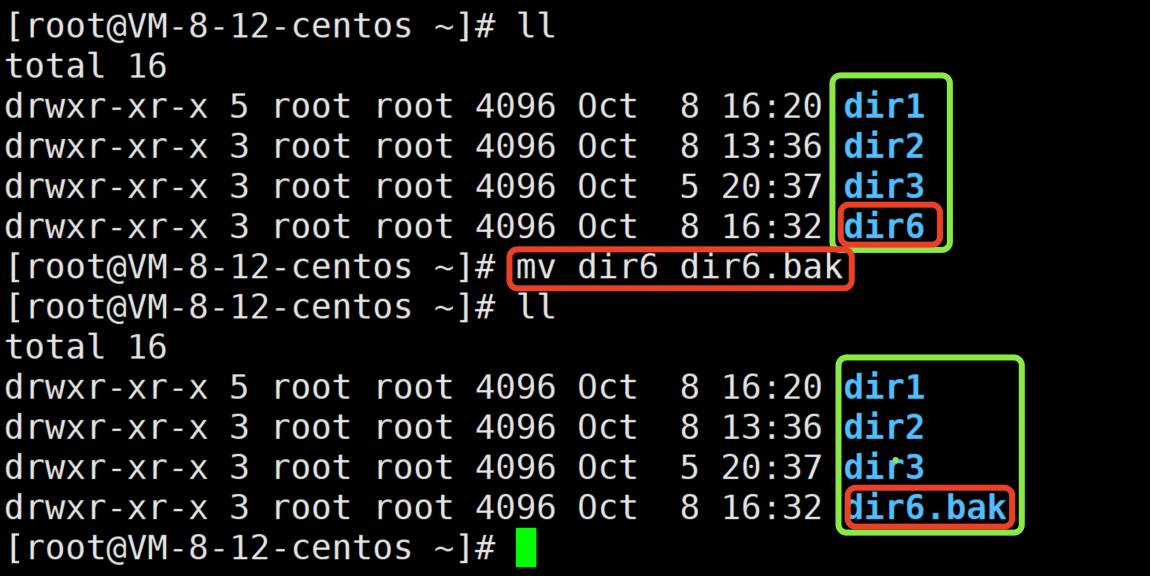 [root@VM-8-12-centos ~]# ll
total 16
drwxr-xr-x 5 root root 4096 Oct  8 16:20 dir1
drwxr-xr-x 3 root root 4096 Oct  8 13:36 dir2
drwxr-xr-x 3 root root 4096 Oct  5 20:37 dir3
drwxr-xr-x 3 root root 4096 Oct  8 16:32 dir6
[root@VM-8-12-centos ~]# mv dir6 dir6.bak
[root@VM-8-12-centos ~]# ll
total 16
drwxr-xr-x 5 root root 4096 Oct  8 16:20 dir1
drwxr-xr-x 3 root root 4096 Oct  8 13:36 dir2
drwxr-xr-x 3 root root 4096 Oct  5 20:37 dir3
drwxr-xr-x 3 root root 4096 Oct  8 16:32 dir6.bak
[root@VM-8-12-centos ~]#